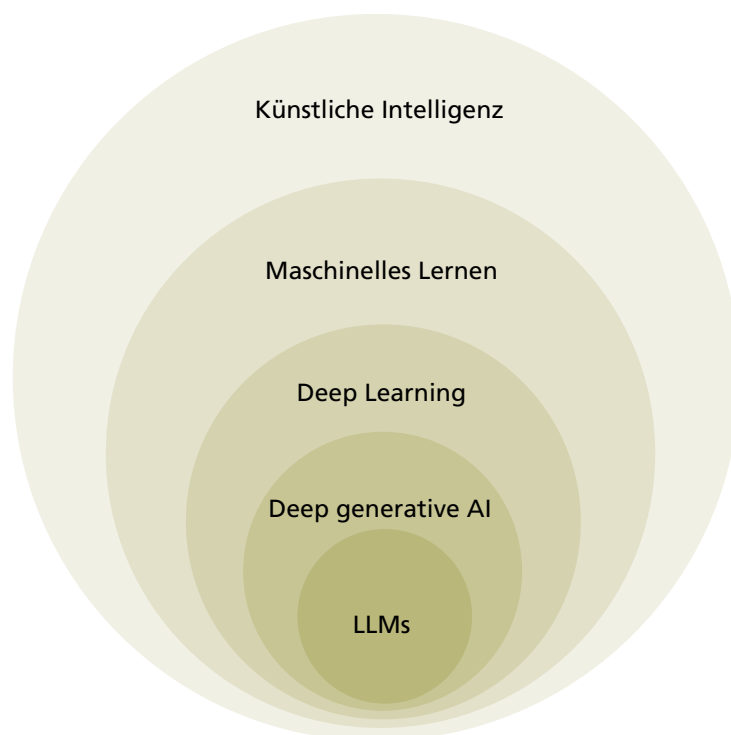 Künstliche Intelligenz
Maschinelles Lernen
Deep Learning
Deep generative AI
LLMs